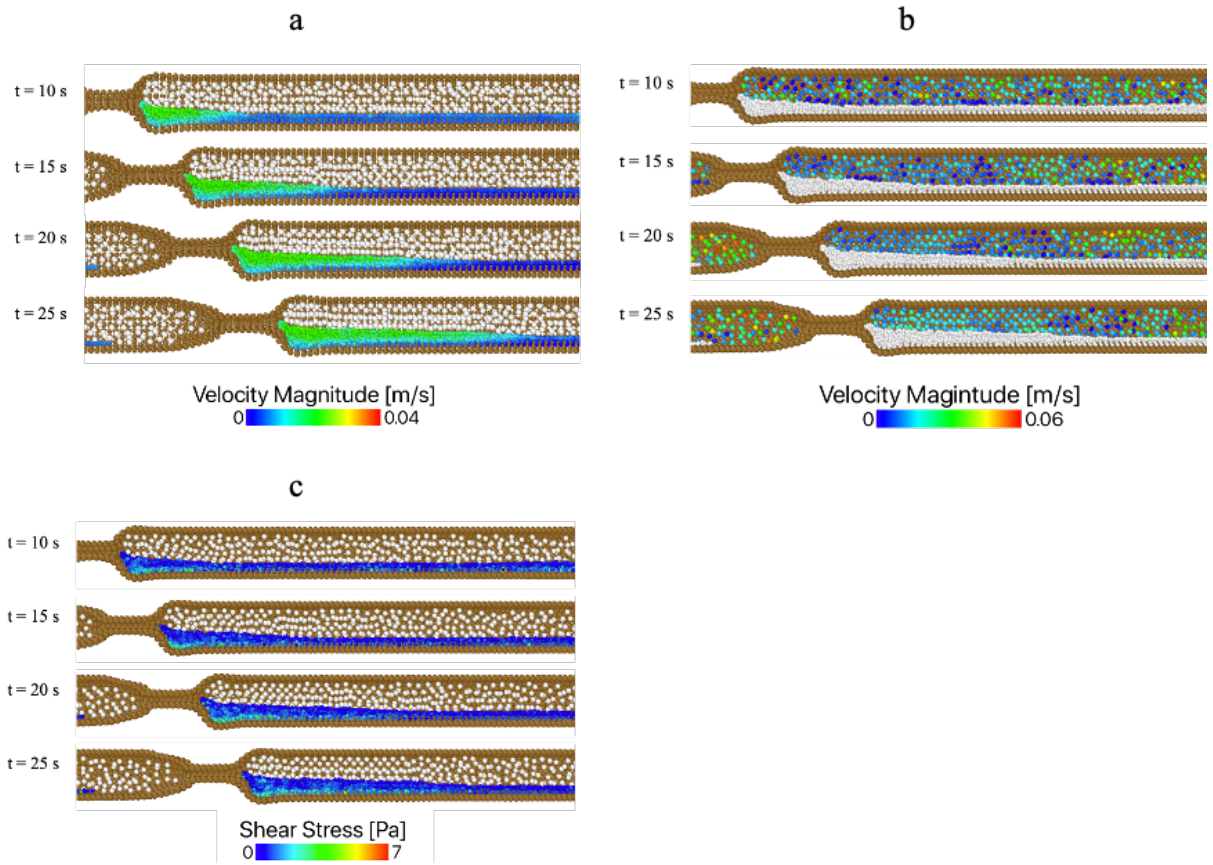 a
t = 10 s
t = 15 s
t = 20 s
t = 25 s
Velocity Magnitude [m/s]
0 0.04
b
t = 10 s
t = 15 s
t = 20 s
t = 25 s
Velocity Magintude [m/s]
0 0.06
c
t = 10 s
t = 15 s
t = 20 s
t = 25 s
Shear Stress [Pa]
0 7